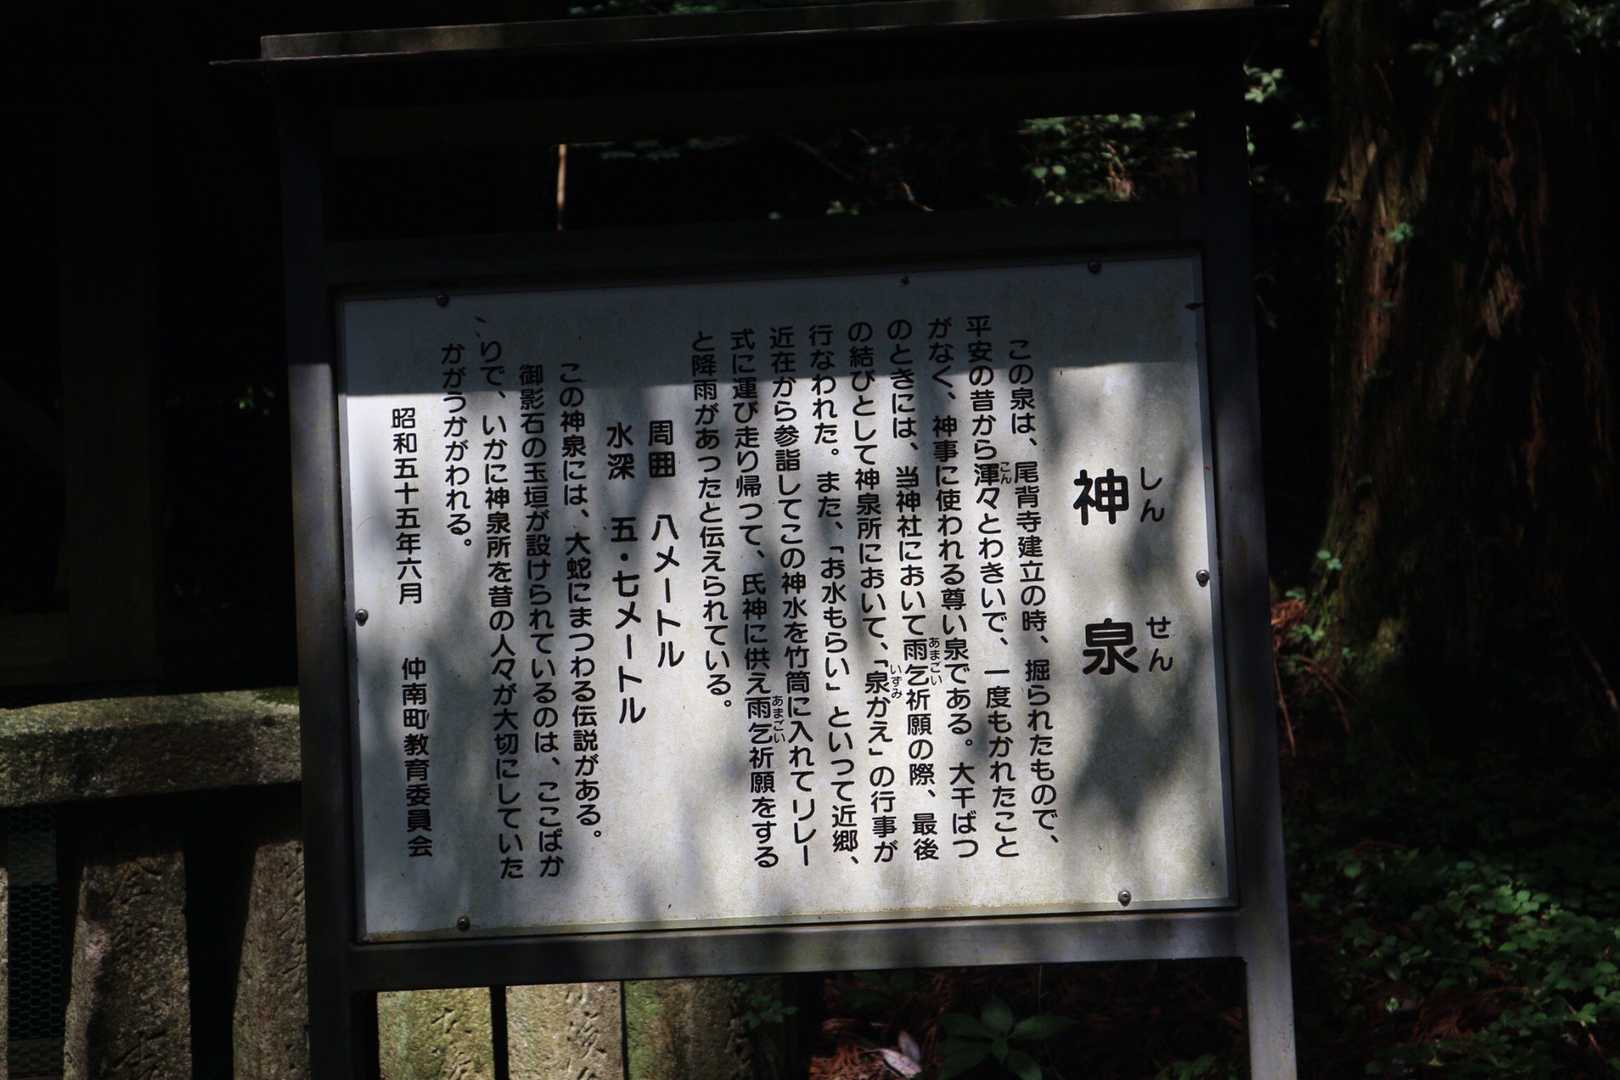 神泉
しんせん
この泉は、尾背寺建立の時、掘られたもので、
平安の昔から渾々とわきいで、一度もかれたこと
がなく、神事に使われる尊い泉である。大干ばつ
のときには、当神社において雨乞祈願の際、最後
の結びとして神泉所において、「泉がえ」の行事が
行なわれた。また、「お水もらい」といって近郷、
近在から参詣してこの神水を竹筒に入れてリレー
式に運び走り帰って、氏神に供え雨乞祈願をする
と降雨があったと伝えられている。
周囲 八メートル
水深 五・七メートル
この神泉には、大蛇にまつわる伝説がある。
御影石の玉垣が設けられているのは、ここばか
りで、いかに神泉所を昔の人々が大切にしていた
かがうかがわれる。
昭和五十五年六月 仲南町教育委員会